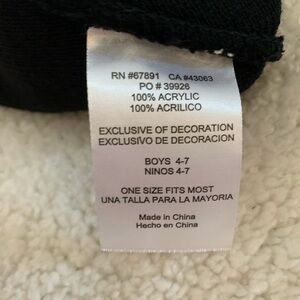 RN #67891 CA #43063
PO # 39928
100% ACRYLIC
100% ACRILICO
EXCLUSIVE OF DECORATION
EXCLUSIVO DE DECORACION
BOYS 4-7
NINOS 4-7
ONE SIZE FITS MOST
UNA TALLA PARA LA MAYORIA
Made in China
Hecho en China